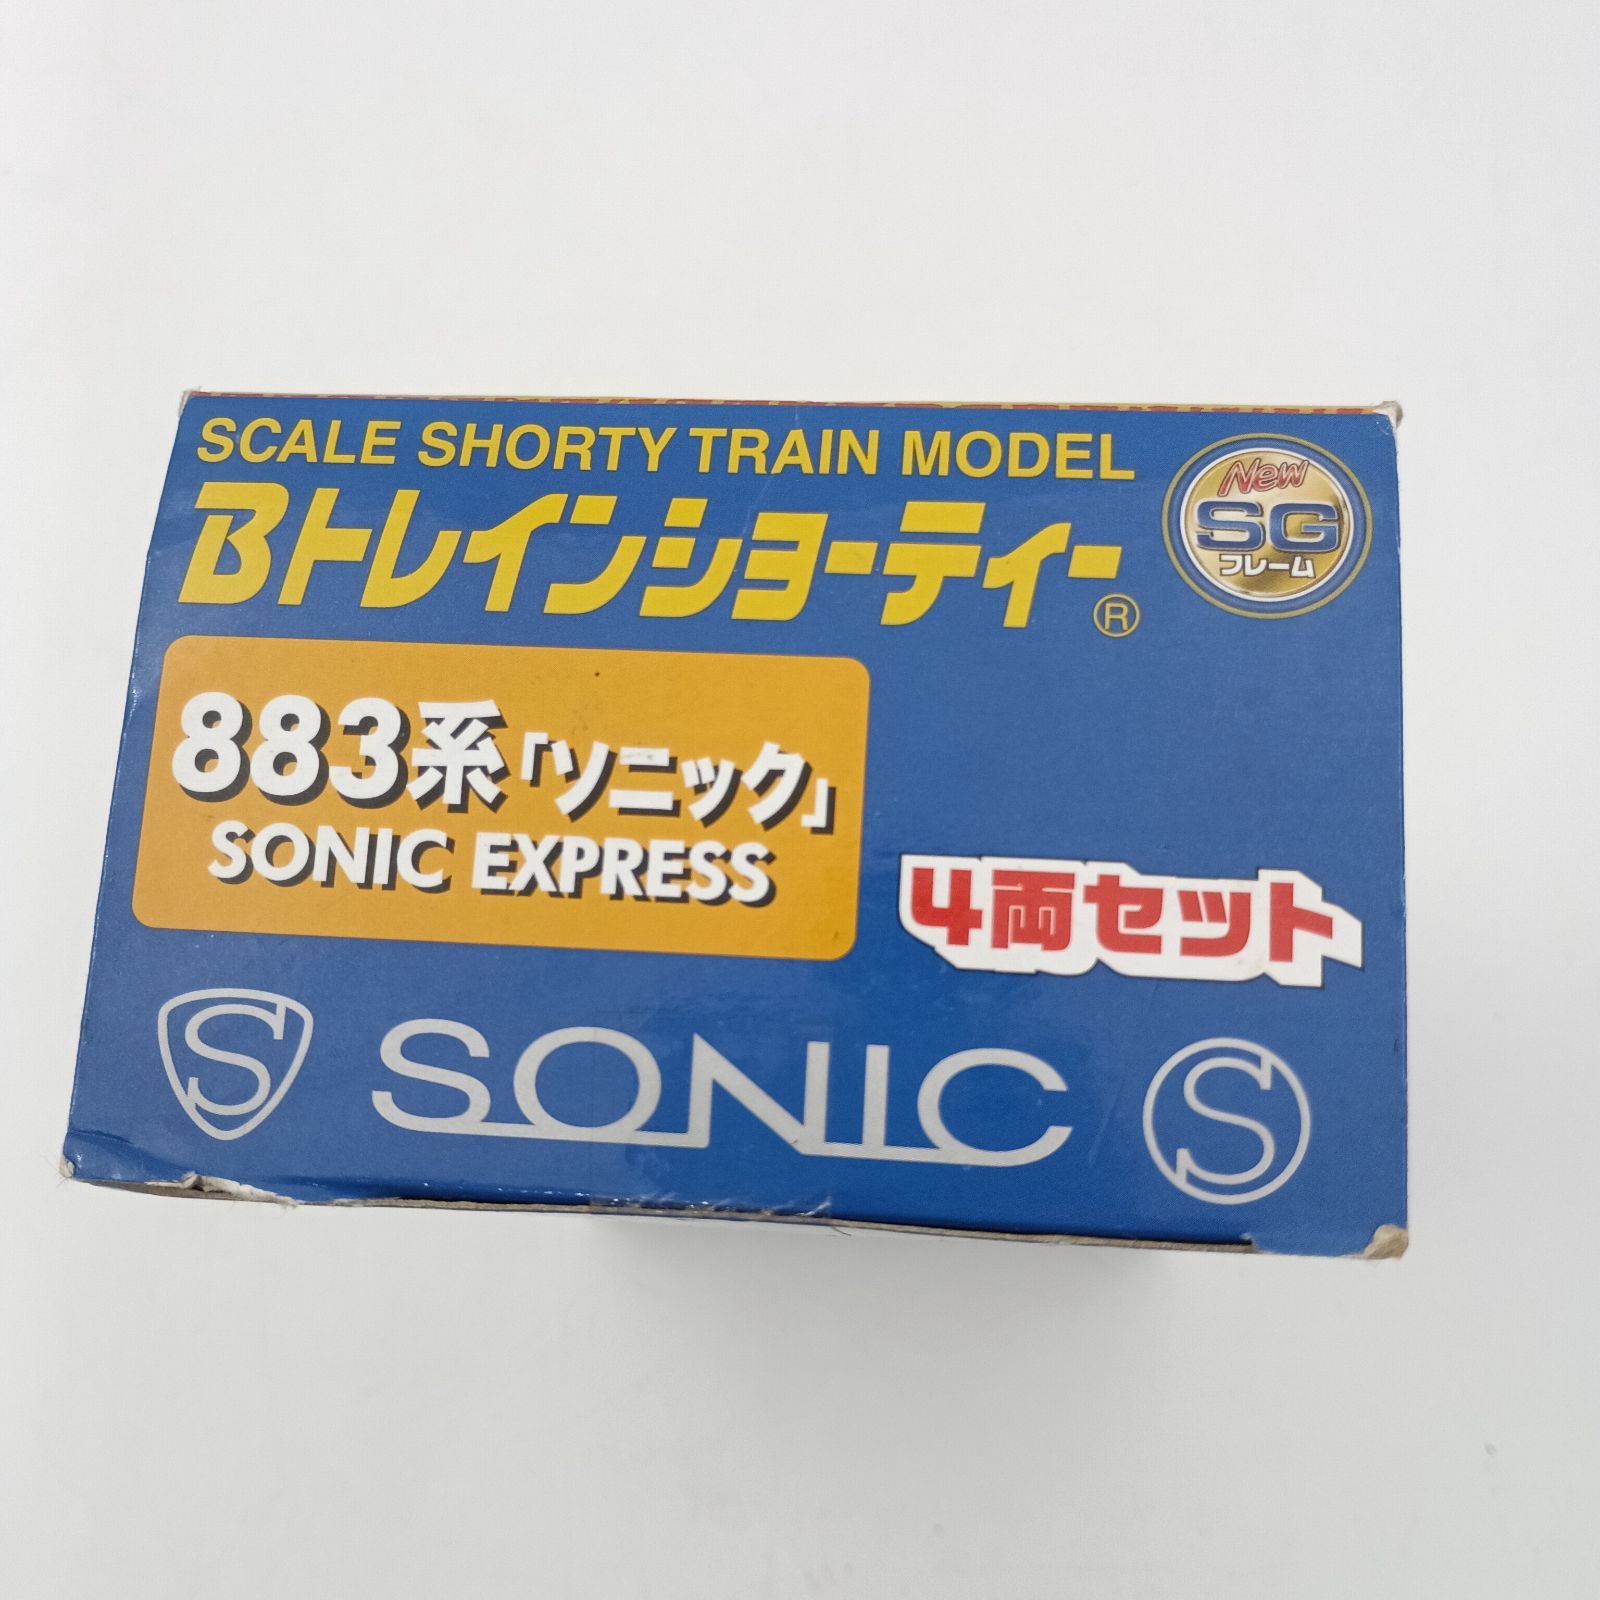 SCALE SHORTY TRAIN MODEL
Bトレインショーティー®
New
SG
フレーム
883系「ソニック」
SONIC EXPRESS
4両セット
S SONIC S